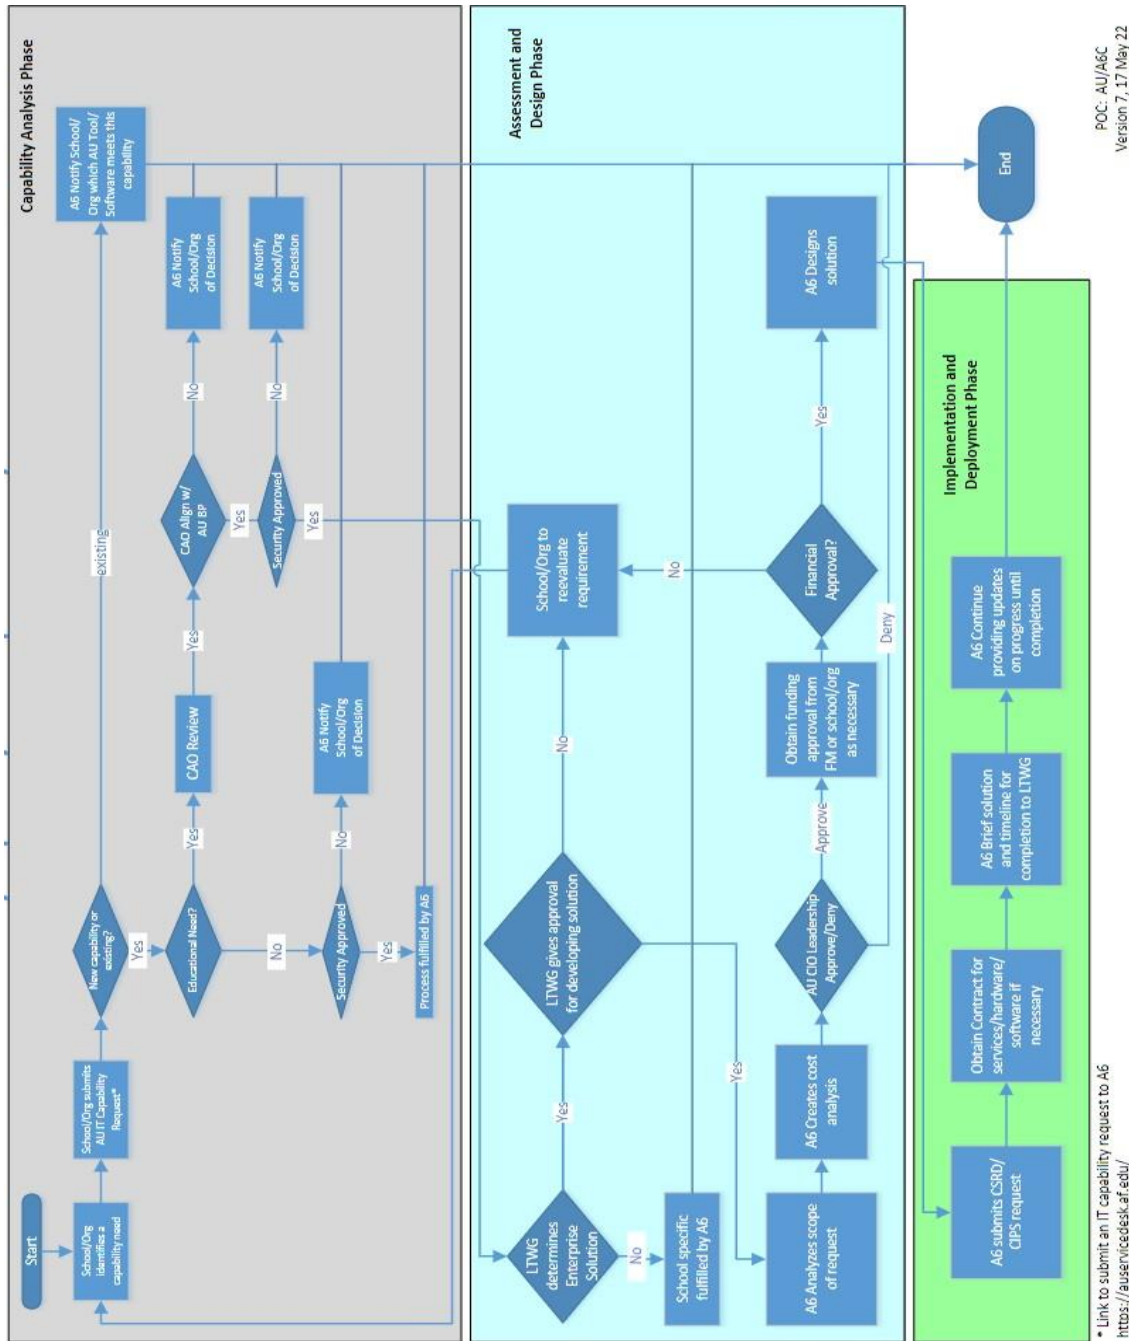 Capability Analysis Phase
Start
School/Org
identifies a
capability need
School/Org submits
AU IT Capability
Request*
New capability or
existing?
existing
A6 Notify School/
Org which AU Tool/
Software meets this
capability
Yes
Educational Need?
Yes
CAO Review
Yes
CAO Align w/
AU BP
No
A6 Notify
School/Org
of Decision
Yes
Security Approved
No
A6 Notify
School/Org
of Decision
Yes
No
Security Approved
No
A6 Notify
School/Org
of Decision
Yes
Process fulfilled by A6
Assessment and
Design Phase
LTWG
determines
Enterprise
Solution
Yes
LTWG gives approval
for developing solution
No
School/Org to
reevaluate
requirement
No
School specific
fulfilled by A6
Yes
No
A6 Analyzes scope
of request
A6 Creates cost
analysis
AU CIO Leadership
Approve/Deny
Approve
Obtain funding
approval from
FM or school/org
as necessary
Financial
Approval?
Yes
A6 Designs
solution
Deny
Implementation and
Deployment Phase
A6 submits CSRD/
CIPS request
Obtain Contract for
services/hardware/
software if
necessary
A6 Brief solution
and timeline for
completion to LTWG
A6 Continue
providing updates
on progress until
completion
End
* Link to submit an IT capability request to A6
https://auservicedesk.af.edu/
POC: AU/A6C
Version 7, 17 May 22